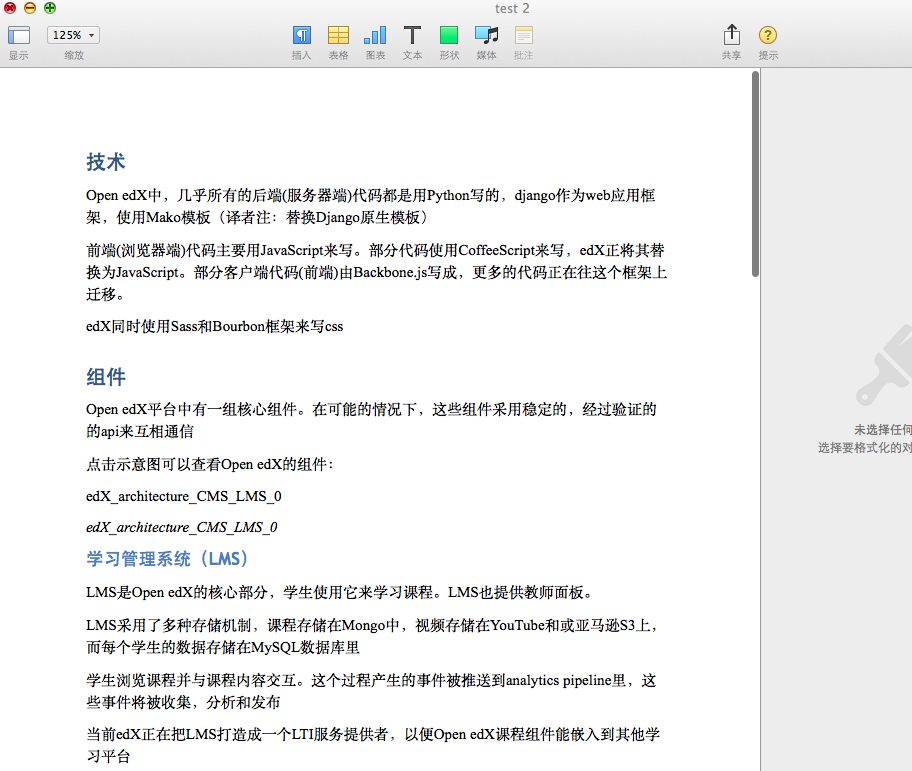 test 2
125%
显示
缩放
插入
表格
图表
文本
形状
媒体
批注
共享
?
提示
技术
Open edX中，几乎所有的后端(服务器端)代码都是用Python写的，django作为web应用框
架，使用Mako模板（译者注：替换Django原生模板）
前端(浏览器端)代码主要用JavaScript来写。部分代码使用CoffeeScript来写，edX正将其替
换为JavaScript。部分客户端代码(前端)由Backbone.js写成，更多的代码正在往这个框架上
迁移。
edX同时使用Sass和Bourbon框架来写css
组件
Open edX平台中有一组核心组件。在可能的情况下，这些组件采用稳定的，经过验证的
的api来互相通信
点击示意图可以查看Open edX的组件：
edX_architecture_CMS_LMS_0
edX_architecture_CMS_LMS_0
学习管理系统（LMS）
LMS是Open edX的核心部分，学生使用它来学习课程。LMS也提供教师面板。
LMS采用了多种存储机制，课程存储在Mongo中，视频存储在YouTube和或亚马逊S3上，
而每个学生的数据存储在MySQL数据库里
学生浏览课程并与课程内容交互。这个过程产生的事件被推送到analytics pipeline里，这
些事件将被收集，分析和发布
当前edX正在把LMS打造成一个LTI服务提供者，以便Open edX课程组件能嵌入到其他学
习平台
未选择任何
选择要格式化的对